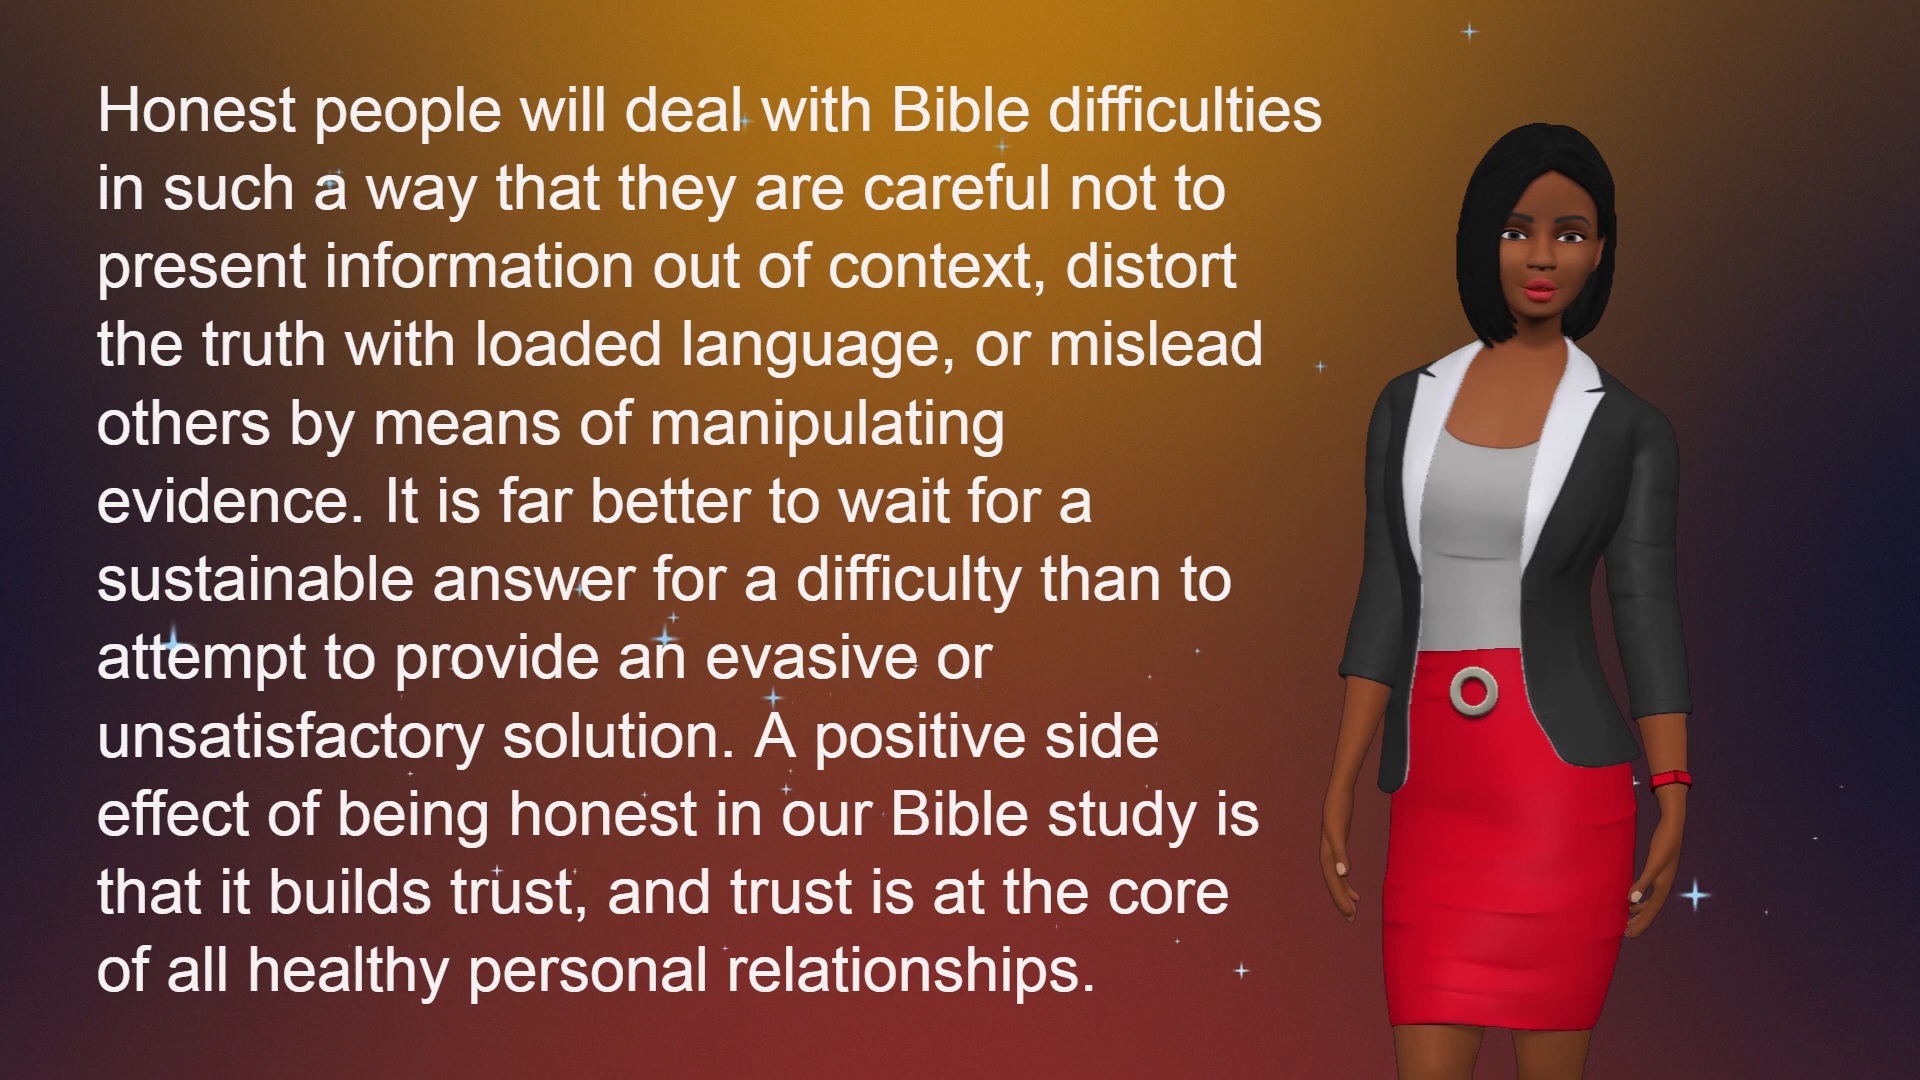 Honest people will deal with Bible difficulties
in such a way that they are careful not to
present information out of context, distort
the truth with loaded language, or mislead
others by means of manipulating
evidence. It is far better to wait for a
sustainable answer for a difficulty than to
attempt to provide an evasive or
unsatisfactory solution. A positive side
effect of being honest in our Bible study is
that it builds trust, and trust is at the core
of all healthy personal relationships.